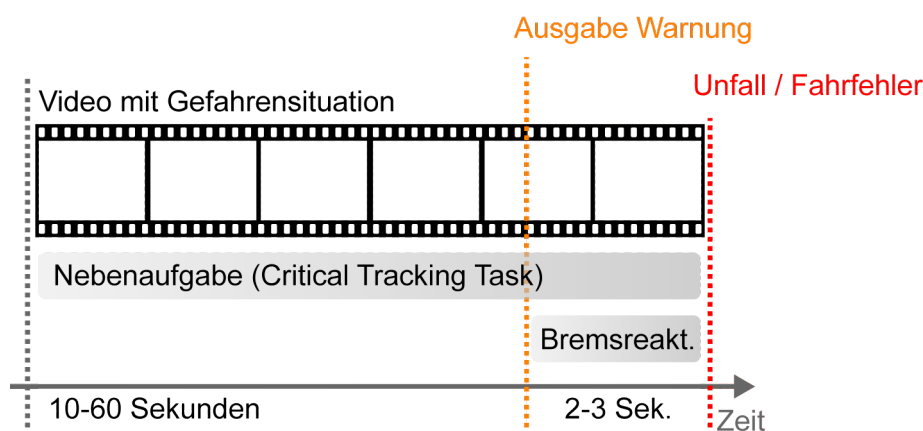 Ausgabe Warnung
Unfall / Fahrfehler
Video mit Gefahrensituation
Nebenaufgabe (Critical Tracking Task)
Bremsreakt.
10-60 Sekunden
2-3 Sek.
Zeit